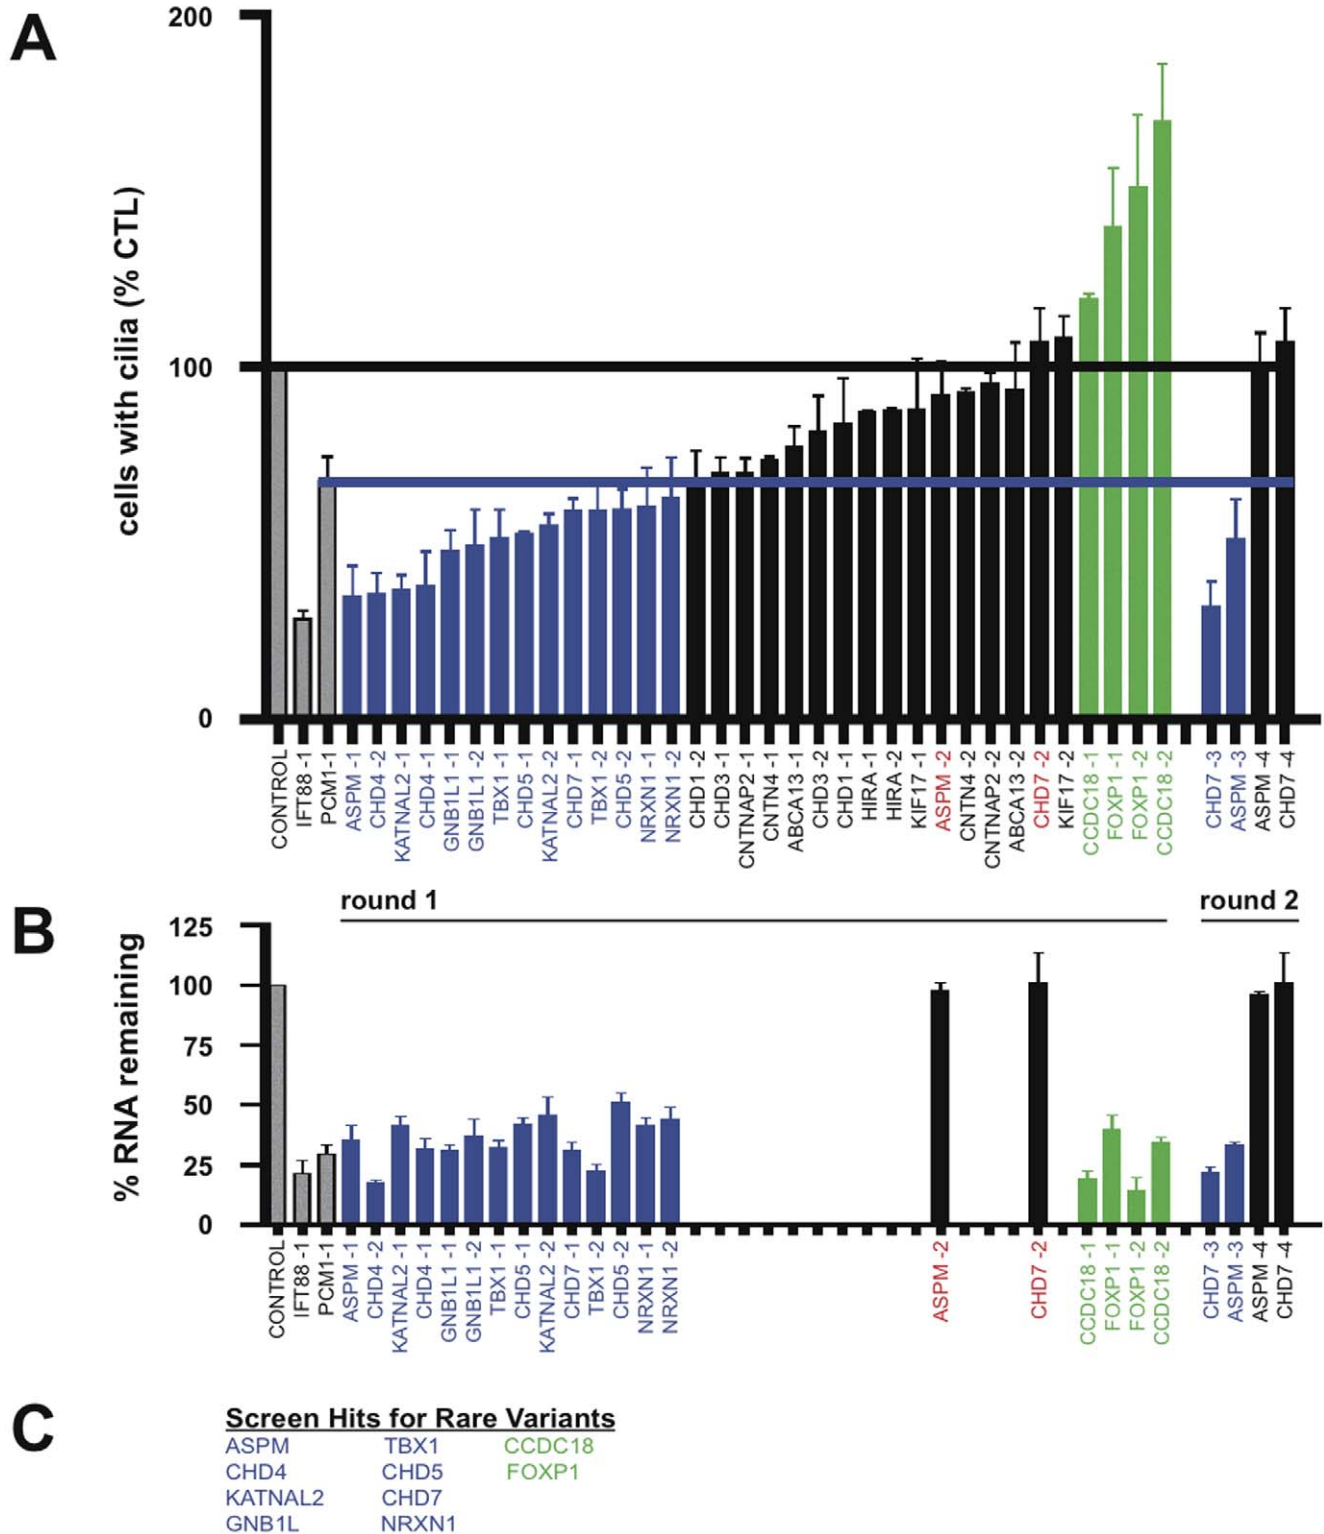 A
200
100
0
cells with cilia (% CTL)
CONTROL
IFT88 -1
PCM1-1
ASPM -1
CHD4 -2
KATNAL2 -1
CHD4 -1
GNB1L1 -1
GNB1L1 -2
TBX1 -1
CHD5 -1
KATNAL2 -2
CHD7 -1
TBX1 -2
CHD5 -2
NRXN1 -1
NRXN1 -2
CHD1 -2
CHD3 -1
CNTNAP2 -1
CNTN4 -1
ABCA13 -1
CHD3 -2
CHD1 -1
HIRA -1
HIRA -2
KIF17 -1
ASPM -2
CNTN4 -2
CNTNAP2 -2
ABCA13 -2
CHD7 -2
KIF17 -2
CCDC18 -1
FOXP1 -1
FOXP1 -2
CCDC18 -2
CHD7 -3
ASPM -3
ASPM -4
CHD7 -4
B
round 1
round 2
125
100
75
50
25
0
% RNA remaining
CONTROL
IFT88 -1
PCM1-1
ASPM -1
CHD4 -2
KATNAL2 -1
CHD4 -1
GNB1L1 -1
GNB1L1 -2
TBX1 -1
CHD5 -1
KATNAL2 -2
CHD7 -1
TBX1 -2
CHD5 -2
NRXN1 -1
NRXN1 -2
ASPM -2
CHD7 -2
CCDC18 -1
FOXP1 -1
FOXP1 -2
CCDC18 -2
CHD7 -3
ASPM -3
ASPM -4
CHD7 -4
C
Screen Hits for Rare Variants
ASPM TBX1 CCDC18
CHD4 CHD5 FOXP1
KATNAL2 CHD7
GNB1L NRXN1